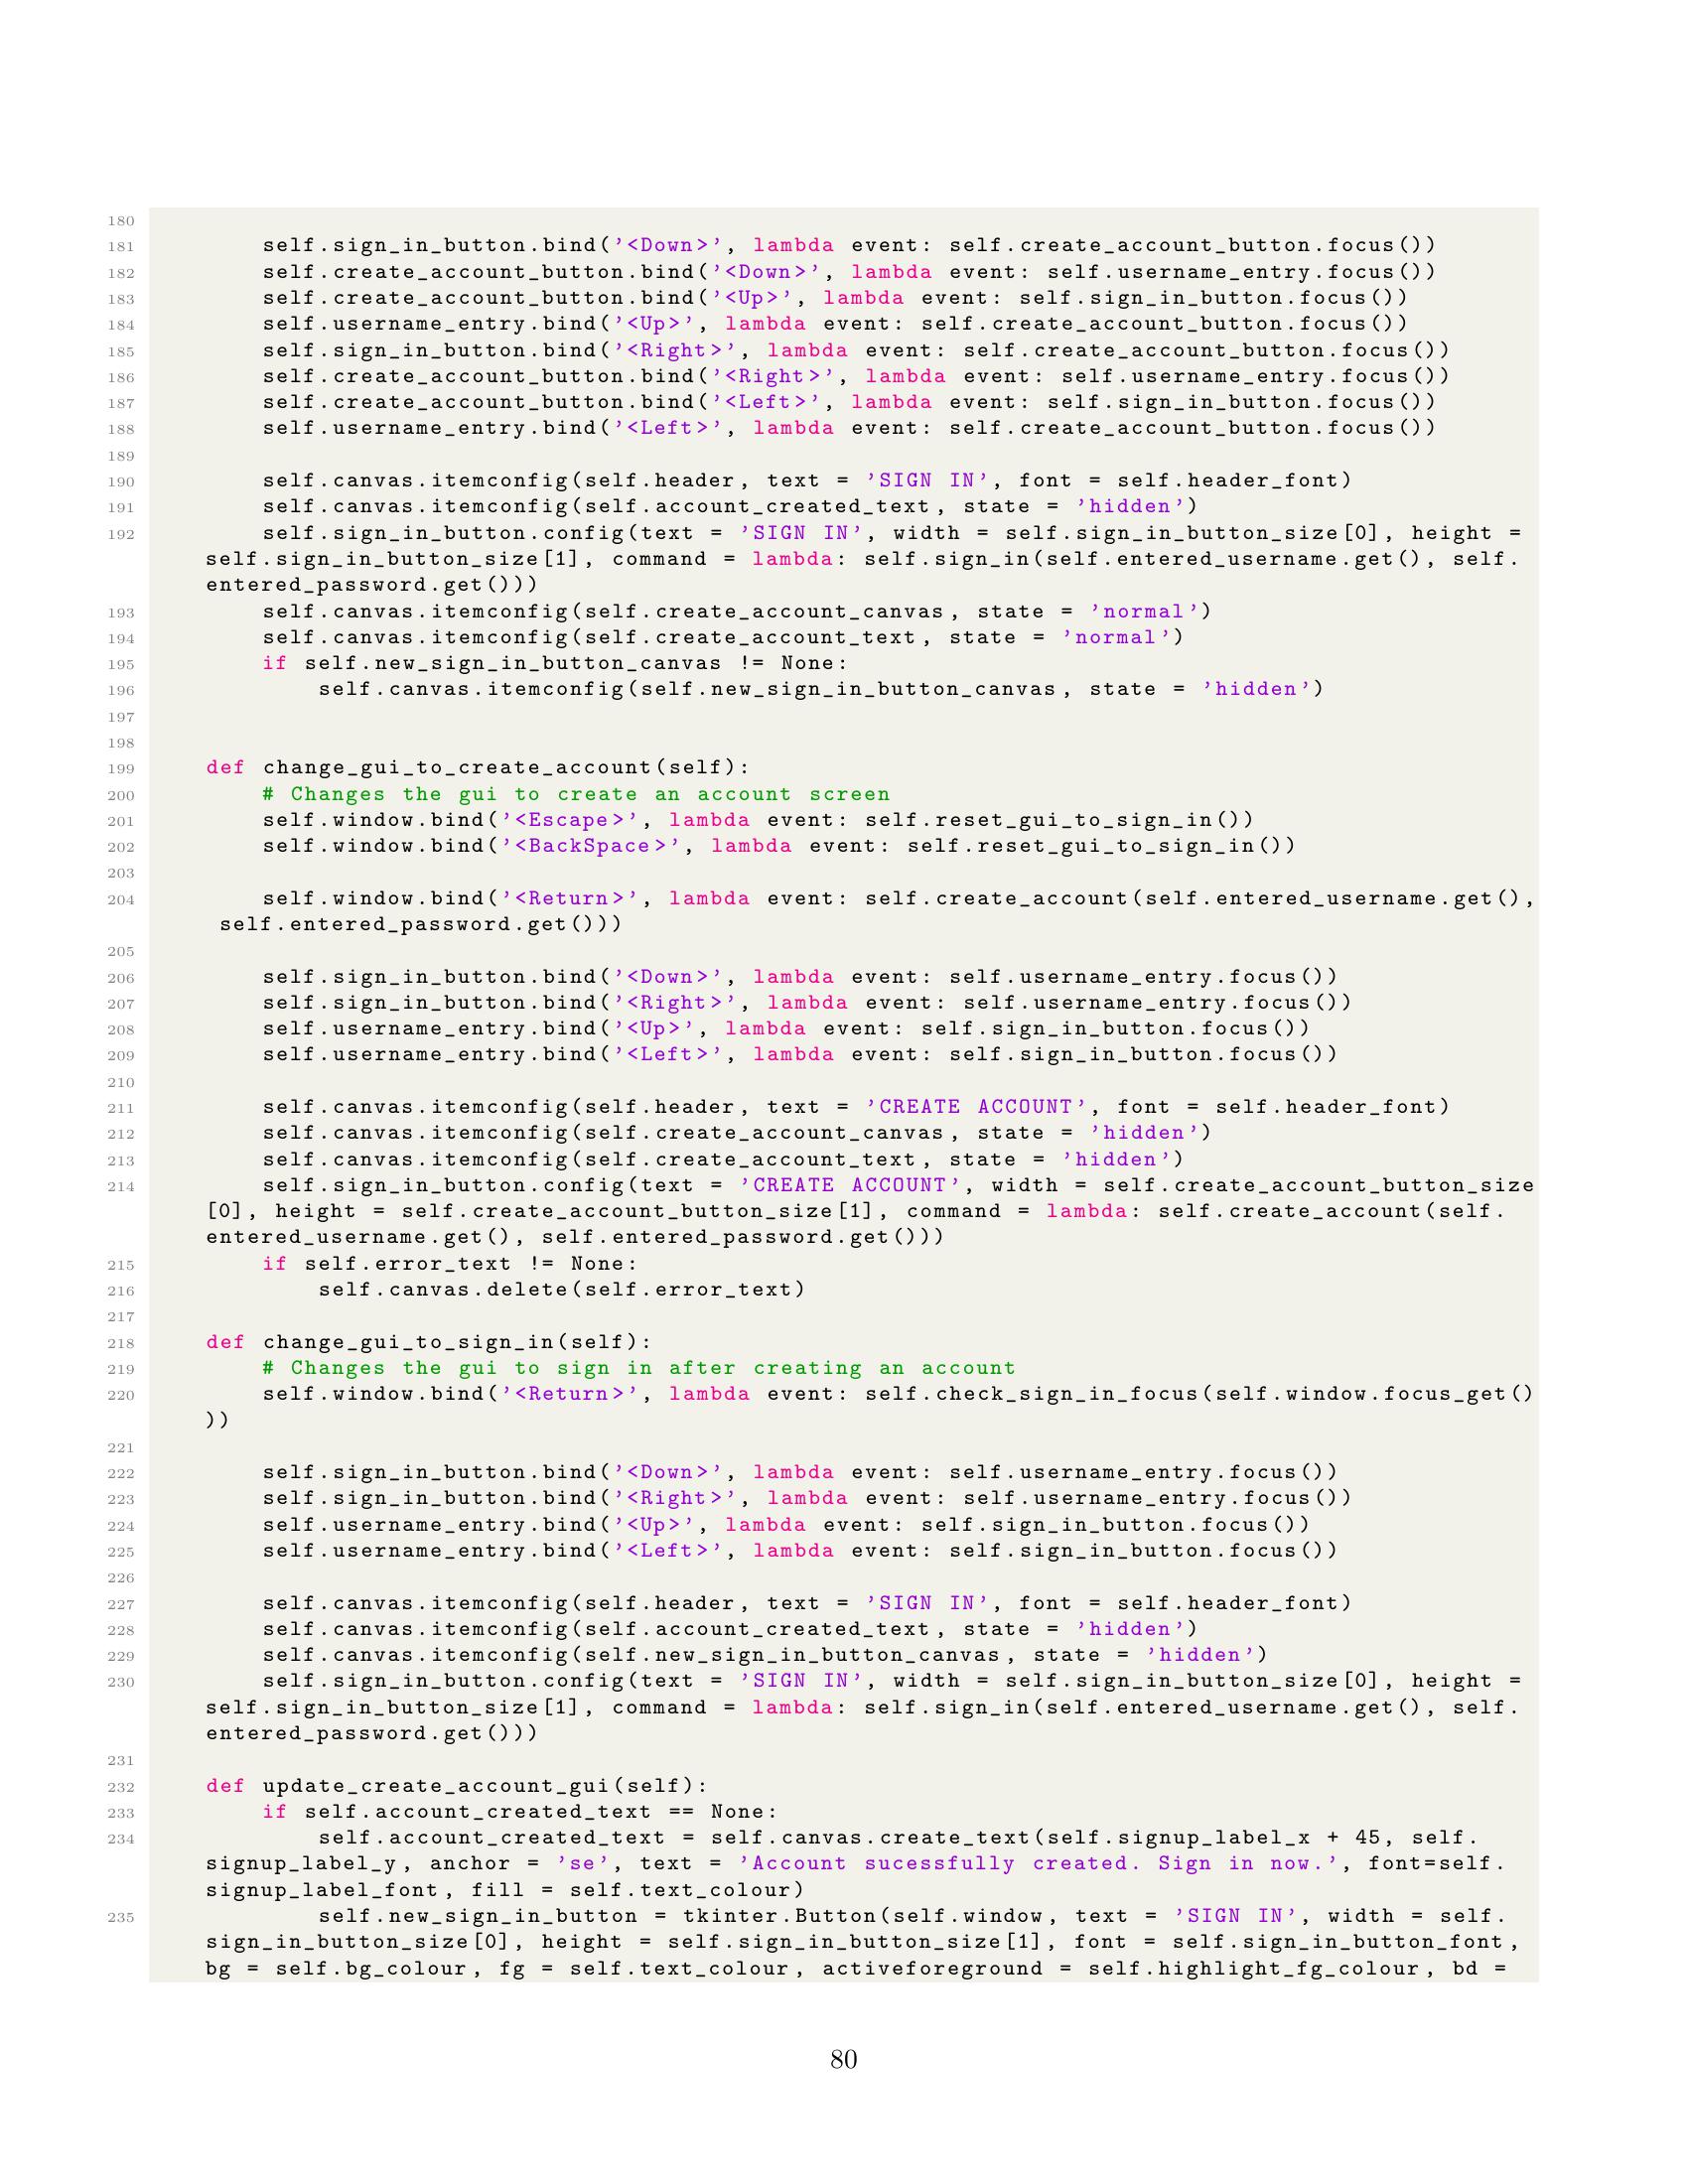 180
181 self.sign_in_button.bind('<Down>', lambda event: self.create_account_button.focus())
182 self.create_account_button.bind('<Down>', lambda event: self.username_entry.focus())
183 self.create_account_button.bind('<Up>', lambda event: self.sign_in_button.focus())
184 self.username_entry.bind('<Up>', lambda event: self.create_account_button.focus())
185 self.sign_in_button.bind('<Right>', lambda event: self.create_account_button.focus())
186 self.create_account_button.bind('<Right>', lambda event: self.username_entry.focus())
187 self.create_account_button.bind('<Left>', lambda event: self.sign_in_button.focus())
188 self.username_entry.bind('<Left>', lambda event: self.create_account_button.focus())
189
190 self.canvas.itemconfig(self.header, text = 'SIGN IN', font = self.header_font)
191 self.canvas.itemconfig(self.account_created_text, state = 'hidden')
192 self.sign_in_button.config(text = 'SIGN IN', width = self.sign_in_button_size[0], height =
self.sign_in_button_size[1], command = lambda: self.sign_in(self.entered_username.get(), self.
entered_password.get()))
193 self.canvas.itemconfig(self.create_account_canvas, state = 'normal')
194 self.canvas.itemconfig(self.create_account_text, state = 'normal')
195 if self.new_sign_in_button_canvas != None:
196 self.canvas.itemconfig(self.new_sign_in_button_canvas, state = 'hidden')
197
198
199 def change_gui_to_create_account(self):
200 # Changes the gui to create an account screen
201 self.window.bind('<Escape>', lambda event: self.reset_gui_to_sign_in())
202 self.window.bind('<BackSpace>', lambda event: self.reset_gui_to_sign_in())
203
204 self.window.bind('<Return>', lambda event: self.create_account(self.entered_username.get(),
self.entered_password.get()))
205
206 self.sign_in_button.bind('<Down>', lambda event: self.username_entry.focus())
207 self.sign_in_button.bind('<Right>', lambda event: self.username_entry.focus())
208 self.username_entry.bind('<Up>', lambda event: self.sign_in_button.focus())
209 self.username_entry.bind('<Left>', lambda event: self.sign_in_button.focus())
210
211 self.canvas.itemconfig(self.header, text = 'CREATE ACCOUNT', font = self.header_font)
212 self.canvas.itemconfig(self.create_account_canvas, state = 'hidden')
213 self.canvas.itemconfig(self.create_account_text, state = 'hidden')
214 self.sign_in_button.config(text = 'CREATE ACCOUNT', width = self.create_account_button_size
[0], height = self.create_account_button_size[1], command = lambda: self.create_account(self.
entered_username.get(), self.entered_password.get()))
215 if self.error_text != None:
216 self.canvas.delete(self.error_text)
217
218 def change_gui_to_sign_in(self):
219 # Changes the gui to sign in after creating an account
220 self.window.bind('<Return>', lambda event: self.check_sign_in_focus(self.window.focus_get()
))
221
222 self.sign_in_button.bind('<Down>', lambda event: self.username_entry.focus())
223 self.sign_in_button.bind('<Right>', lambda event: self.username_entry.focus())
224 self.username_entry.bind('<Up>', lambda event: self.sign_in_button.focus())
225 self.username_entry.bind('<Left>', lambda event: self.sign_in_button.focus())
226
227 self.canvas.itemconfig(self.header, text = 'SIGN IN', font = self.header_font)
228 self.canvas.itemconfig(self.account_created_text, state = 'hidden')
229 self.canvas.itemconfig(self.new_sign_in_button_canvas, state = 'hidden')
230 self.sign_in_button.config(text = 'SIGN IN', width = self.sign_in_button_size[0], height =
self.sign_in_button_size[1], command = lambda: self.sign_in(self.entered_username.get(), self.
entered_password.get()))
231
232 def update_create_account_gui(self):
233 if self.account_created_text == None:
234 self.account_created_text = self.canvas.create_text(self.signup_label_x + 45, self.
signup_label_y, anchor = 'se', text = 'Account sucessfully created. Sign in now.', font=self.
signup_label_font, fill = self.text_colour)
235 self.new_sign_in_button = tkinter.Button(self.window, text = 'SIGN IN', width = self.
sign_in_button_size[0], height = self.sign_in_button_size[1], font = self.sign_in_button_font,
bg = self.bg_colour, fg = self.text_colour, activeforeground = self.highlight_fg_colour, bd =
80